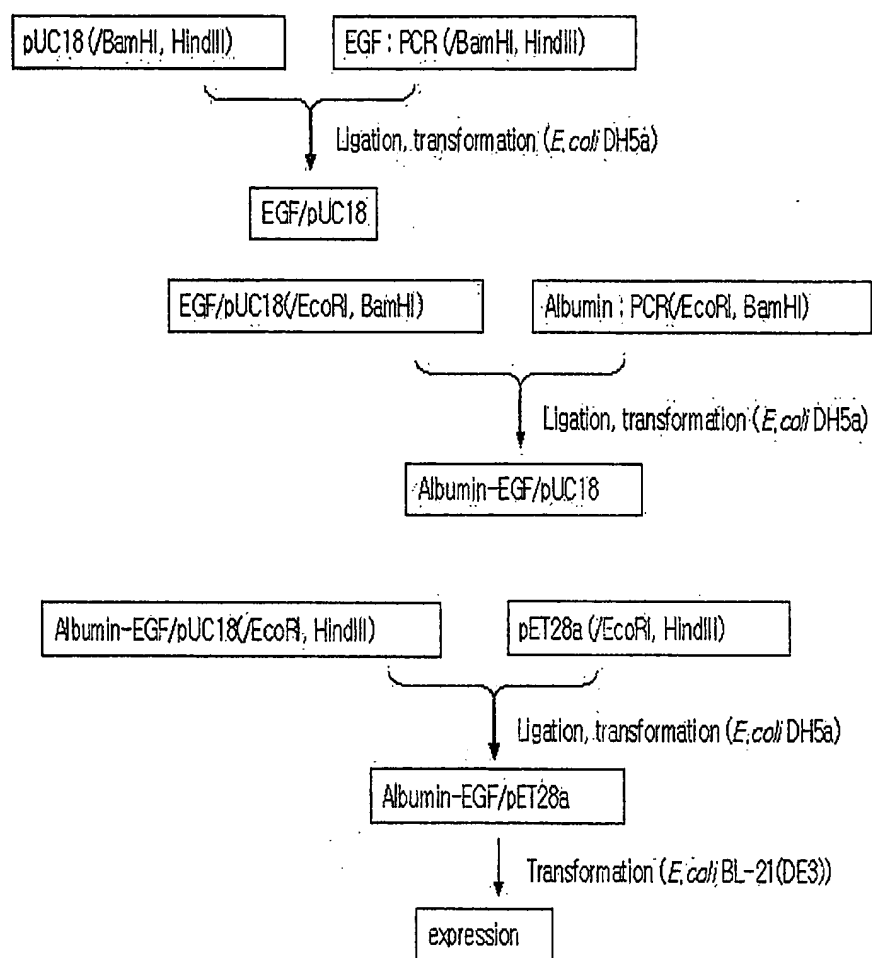 pUC18(/BamHI, HindIII) EGF : PCR (/BamHI, HindIII)
Ligation, transformation (E.coli DH5a)
EGF/pUC18
EGF/pUC18(/EcoRI, BamHI) Albumin : PCR(/EcoRI, BamHI)
Ligation, transformation (E.coli DH5a)
Albumin-EGF/pUC18
Albumin-EGF/pUC18(/EcoRI, HindIII) pET28a (/EcoRI, HindIII)
Ligation, transformation (E.coli DH5a)
Albumin-EGF/pET28a
Transformation (E.coli BL-21(DE3))
expression